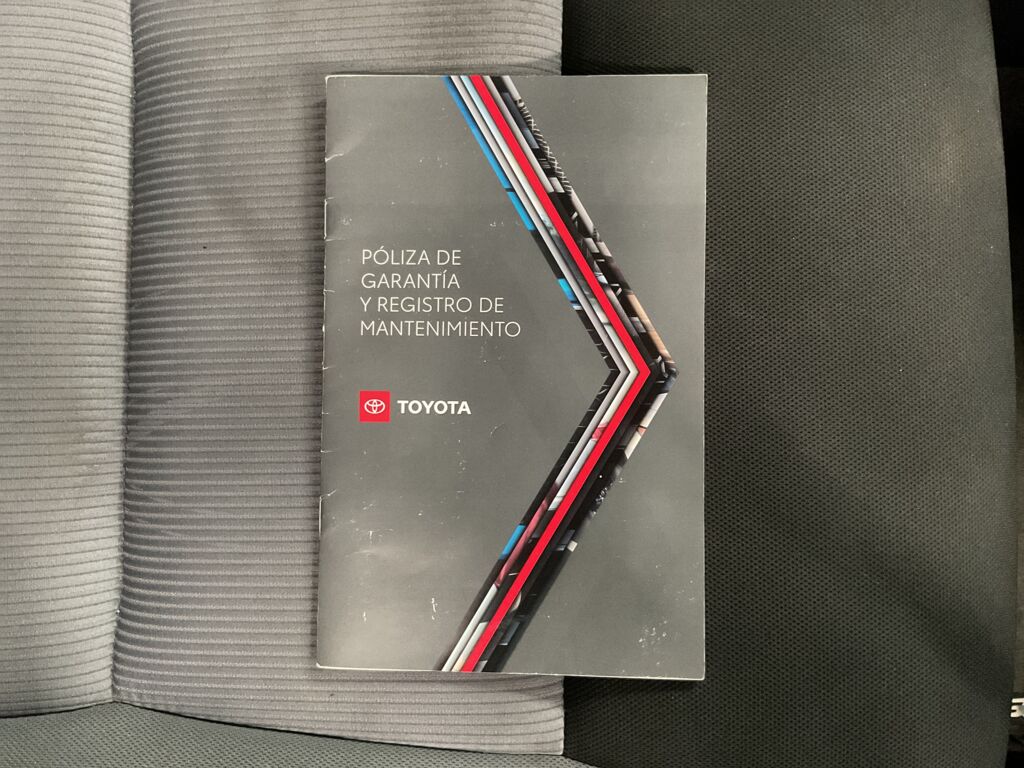 PÓLIZA DE
GARANTÍA
Y REGISTRO DE
MANTENIMIENTO
TOYOTA